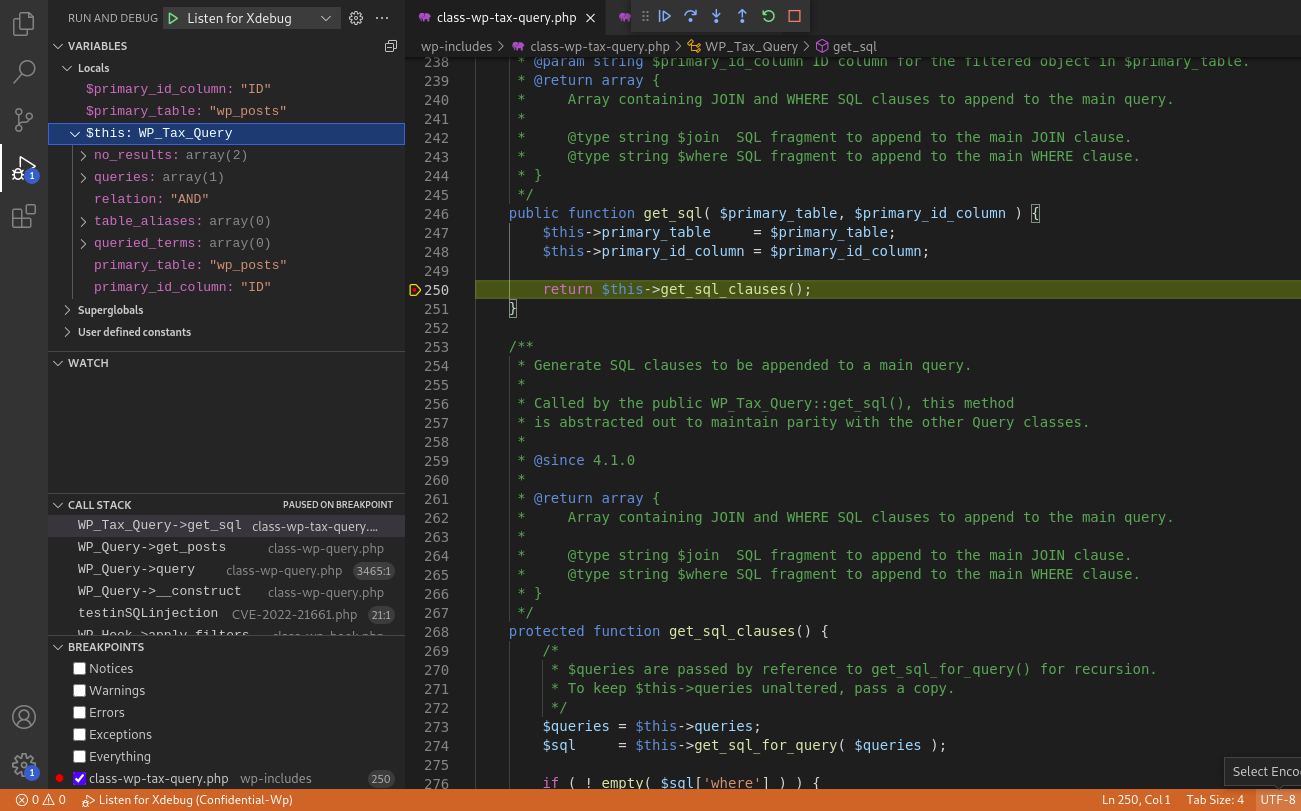 RUN AND DEBUG
Listen for Xdebug
VARIABLES
Locals
$primary_id_column: "ID"
$primary_table: "wp_posts"
$this: WP_Tax_Query
no_results: array(2)
queries: array(1)
relation: "AND"
table_aliases: array(0)
queried_terms: array(0)
primary_table: "wp_posts"
primary_id_column: "ID"
Superglobals
User defined constants
WATCH
CALL STACK PAUSED ON BREAKPOINT
WP_Tax_Query->get_sql class-wp-tax-query....
WP_Query->get_posts class-wp-query.php
WP_Query->query class-wp-query.php 3465:1
WP_Query->__construct class-wp-query.php
testinSQLinjection CVE-2022-21661.php 21:1
WP_Hook->apply_filters class-wp-hook.php
BREAKPOINTS
Notices
Warnings
Errors
Exceptions
Everything
class-wp-tax-query.php wp-includes 250
1
1
class-wp-tax-query.php
wp-includes > class-wp-tax-query.php > WP_Tax_Query > get_sql
238 * @param string $primary_id_column ID column for the filtered object in $primary_table.
239 * @return array {
240 *     Array containing JOIN and WHERE SQL clauses to append to the main query.
241 *
242 *     @type string $join  SQL fragment to append to the main JOIN clause.
243 *     @type string $where SQL fragment to append to the main WHERE clause.
244 * }
245 */
246 public function get_sql( $primary_table, $primary_id_column ) {
247 $this->primary_table     = $primary_table;
248 $this->primary_id_column = $primary_id_column;
249
250 return $this->get_sql_clauses();
251 }
252
253 /**
254 * Generate SQL clauses to be appended to a main query.
255 *
256 * Called by the public WP_Tax_Query::get_sql(), this method
257 * is abstracted out to maintain parity with the other Query classes.
258 *
259 * @since 4.1.0
260 *
261 * @return array {
262 *     Array containing JOIN and WHERE SQL clauses to append to the main query.
263 *
264 *     @type string $join  SQL fragment to append to the main JOIN clause.
265 *     @type string $where SQL fragment to append to the main WHERE clause.
266 * }
267 */
268 protected function get_sql_clauses() {
269 /*
270 * $queries are passed by reference to get_sql_for_query() for recursion.
271 * To keep $this->queries unaltered, pass a copy.
272 */
273 $queries = $this->queries;
274 $sql     = $this->get_sql_for_query( $queries );
275
276 if ( ! empty( $sql['where'] ) ) {
Select Enco
0 0 Listen for Xdebug (Confidential-Wp)
Ln 250, Col 1 Tab Size: 4 UTF-8